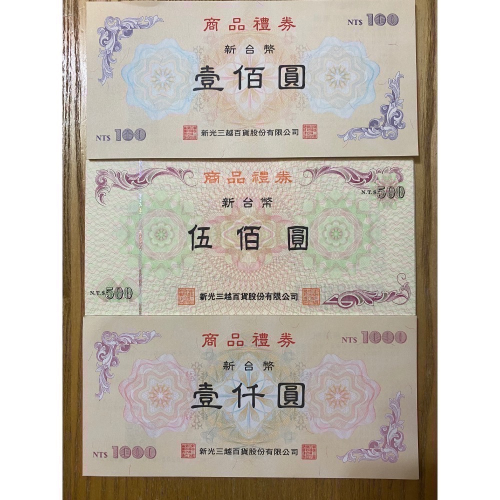 商品禮券
NT$ 100
新台幣
壹佰圓
NT$ 100
新光三越百貨股份有限公司
商品禮券
N.T.$ 500
新台幣
伍佰圓
N.T.$ 500
新光三越百貨股份有限公司
商品禮券
NT$ 1000
新台幣
壹仟圓
NT$ 1000
新光三越百貨股份有限公司